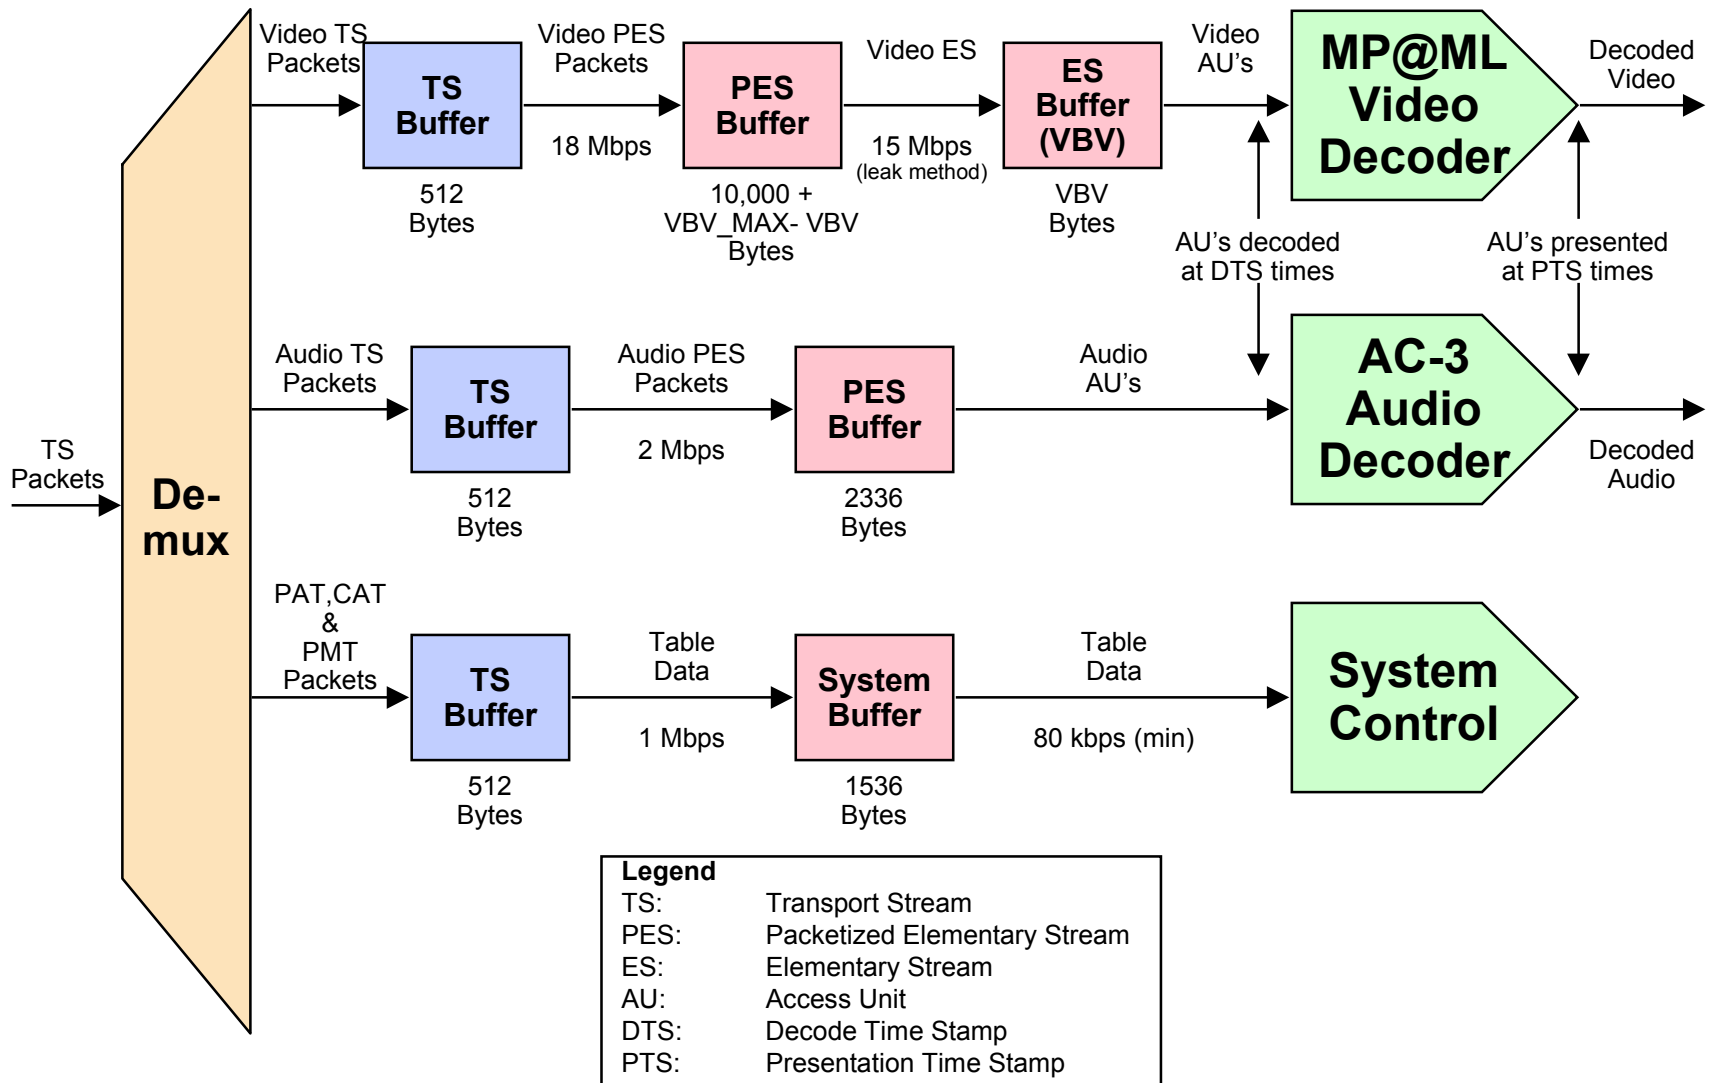 Video TS
Packets
TS
Buffer
512
Bytes
Video PES
Packets
18 Mbps
PES
Buffer
10,000 +
VBV_MAX- VBV
Bytes
Video ES
15 Mbps
(leak method)
ES
Buffer
(VBV)
VBV
Bytes
Video
AU's
MP@ML
Video
Decoder
Decoded
Video
AU's decoded
at DTS times
AU's presented
at PTS times
TS
Packets
De-
mux
Audio TS
Packets
TS
Buffer
512
Bytes
Audio PES
Packets
2 Mbps
PES
Buffer
2336
Bytes
Audio
AU's
AC-3
Audio
Decoder
Decoded
Audio
PAT,CAT
&
PMT
Packets
TS
Buffer
512
Bytes
Table
Data
1 Mbps
System
Buffer
1536
Bytes
Table
Data
80 kbps (min)
System
Control
Legend
TS: Transport Stream
PES: Packetized Elementary Stream
ES: Elementary Stream
AU: Access Unit
DTS: Decode Time Stamp
PTS: Presentation Time Stamp